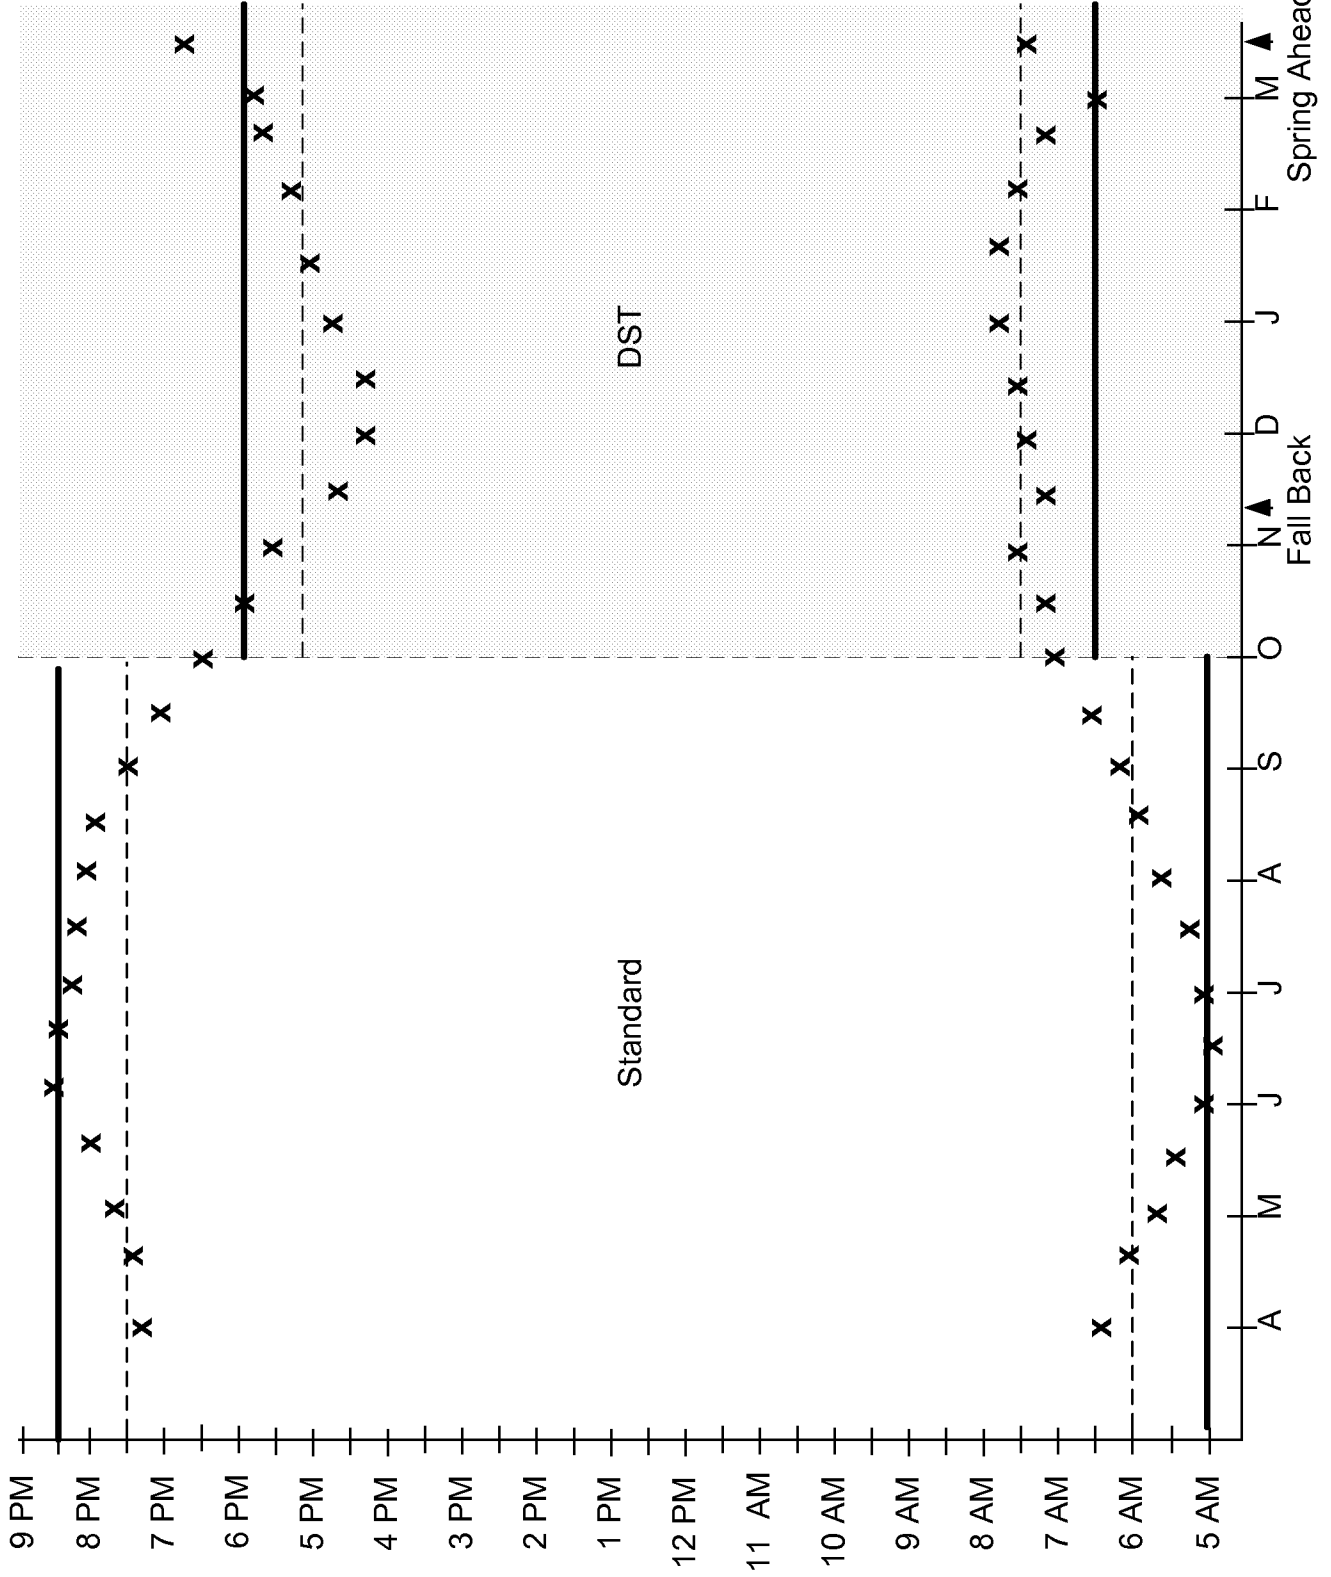 9 PM
8 PM
7 PM
6 PM
5 PM
4 PM
3 PM
2 PM
1 PM
12 PM
11 AM
10 AM
9 AM
8 AM
7 AM
6 AM
5 AM
Standard
DST
A M J J A S O N D J F M
Fall Back
Spring Ahead